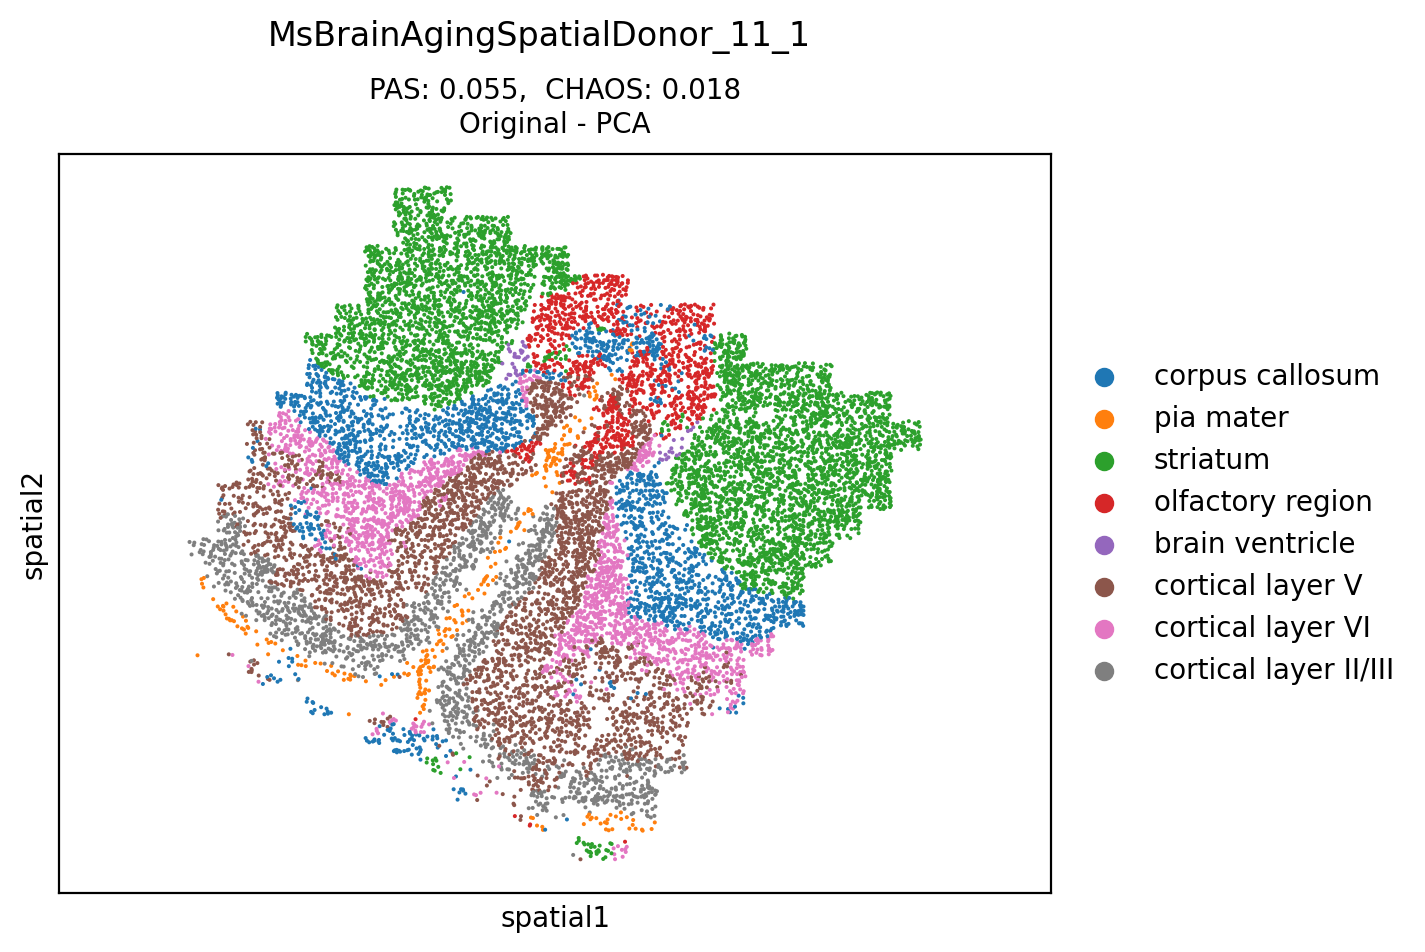 MsBrainAgingSpatialDonor_11_1
PAS: 0.055,  CHAOS: 0.018
Original - PCA
spatial2
spatial1
corpus callosum
pia mater
striatum
olfactory region
brain ventricle
cortical layer V
cortical layer VI
cortical layer II/III